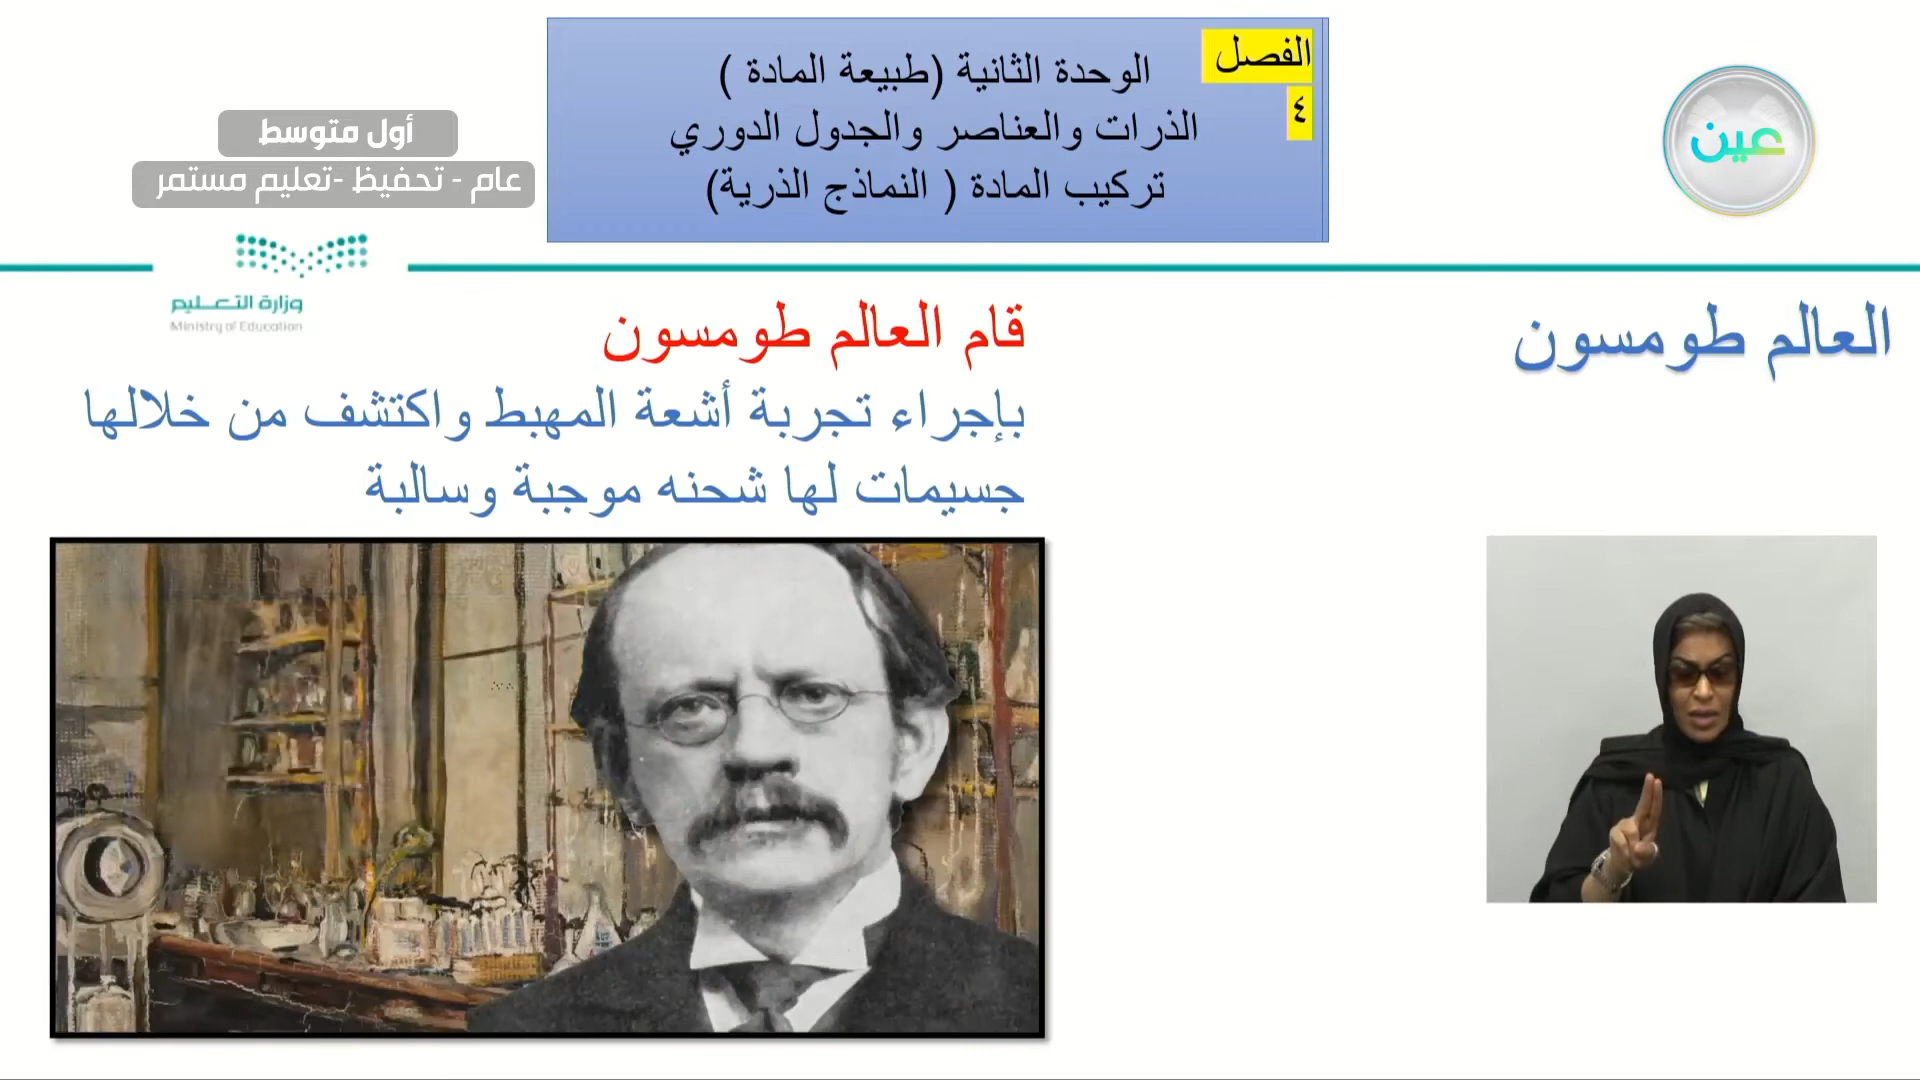 الفصل
٤
الوحدة الثانية (طبيعة المادة )
الذرات والعناصر والجدول الدوري
تركيب المادة ( النماذج الذرية)
عين
أول متوسط
عام - تحفيظ -تعليم مستمر
وزارة التعليم
Ministry of Education
العالم طومسون
قام العالم طومسون
بإجراء تجربة أشعة المهبط واكتشف من خلالها
جسيمات لها شحنه موجبة وسالبة